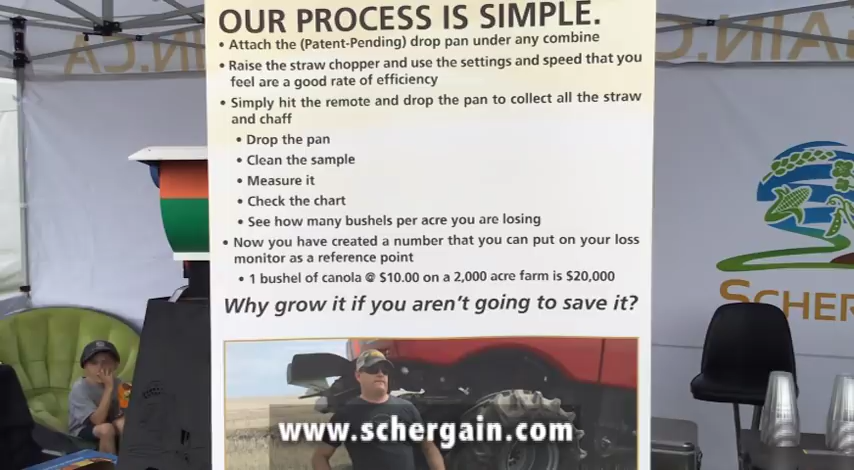 OUR PROCESS IS SIMPLE.
• Attach the (Patent-Pending) drop pan under any combine
• Raise the straw chopper and use the settings and speed that you
feel are a good rate of efficiency
• Simply hit the remote and drop the pan to collect all the straw
and chaff
• Drop the pan
• Clean the sample
• Measure it
• Check the chart
• See how many bushels per acre you are losing
• Now you have created a number that you can put on your loss
monitor as a reference point
• 1 bushel of canola @ $10.00 on a 2,000 acre farm is $20,000
Why grow it if you aren't going to save it?
www.schergain.com
SCHER